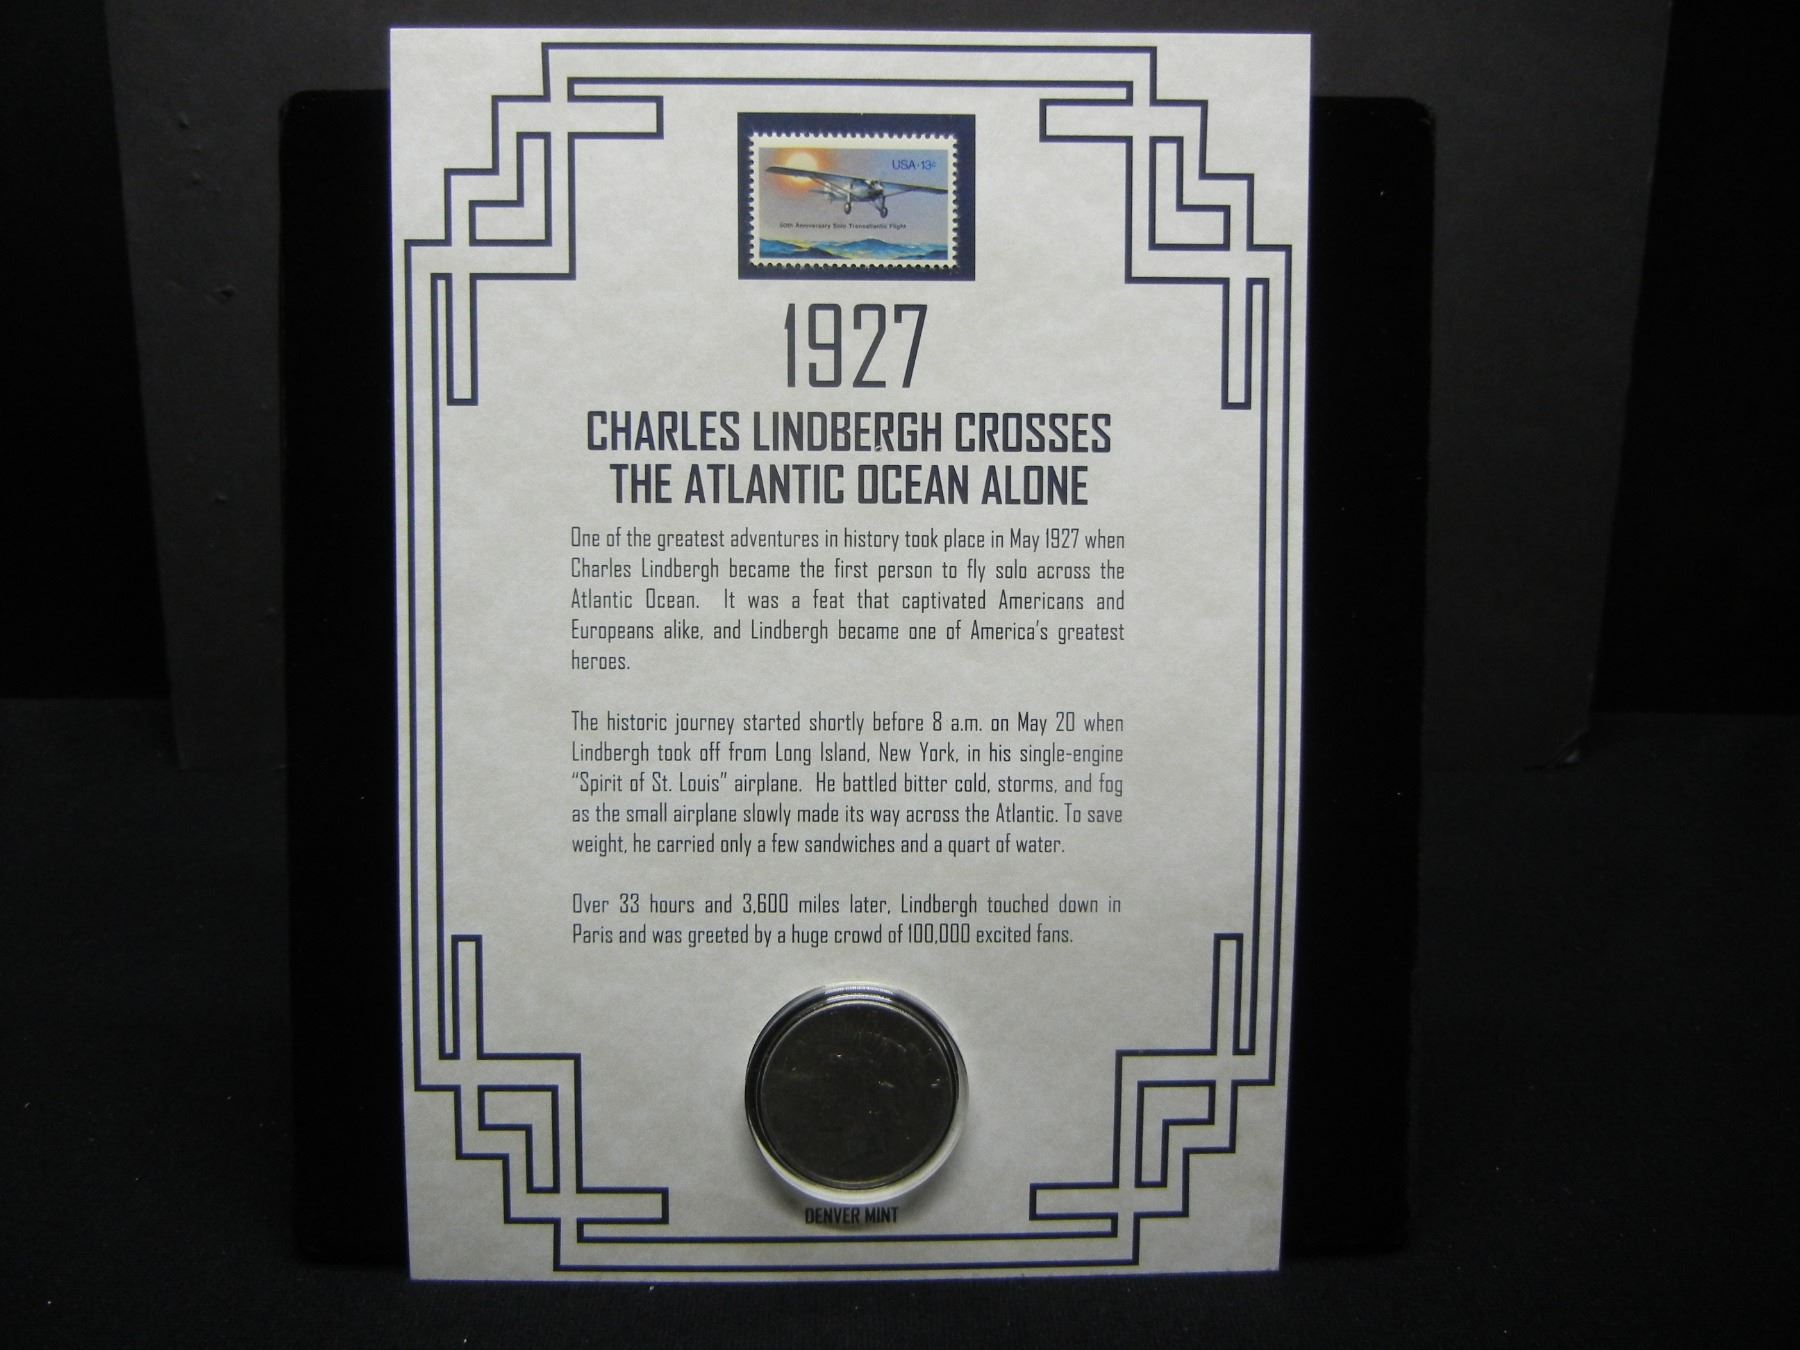 USA·13c
50th Anniversary Solo Transatlantic Flight
1927
CHARLES LINDBERGH CROSSES
THE ATLANTIC OCEAN ALONE
One of the greatest adventures in history took place in May 1927 when
Charles Lindbergh became the first person to fly solo across the
Atlantic Ocean. It was a feat that captivated Americans and
Europeans alike, and Lindbergh became one of America's greatest
heroes.
The historic journey started shortly before 8 a.m. on May 20 when
Lindbergh took off from Long Island, New York, in his single-engine
"Spirit of St. Louis" airplane. He battled bitter cold, storms, and fog
as the small airplane slowly made its way across the Atlantic. To save
weight, he carried only a few sandwiches and a quart of water.
Over 33 hours and 3,600 miles later, Lindbergh touched down in
Paris and was greeted by a huge crowd of 100,000 excited fans.
DENVER MINT